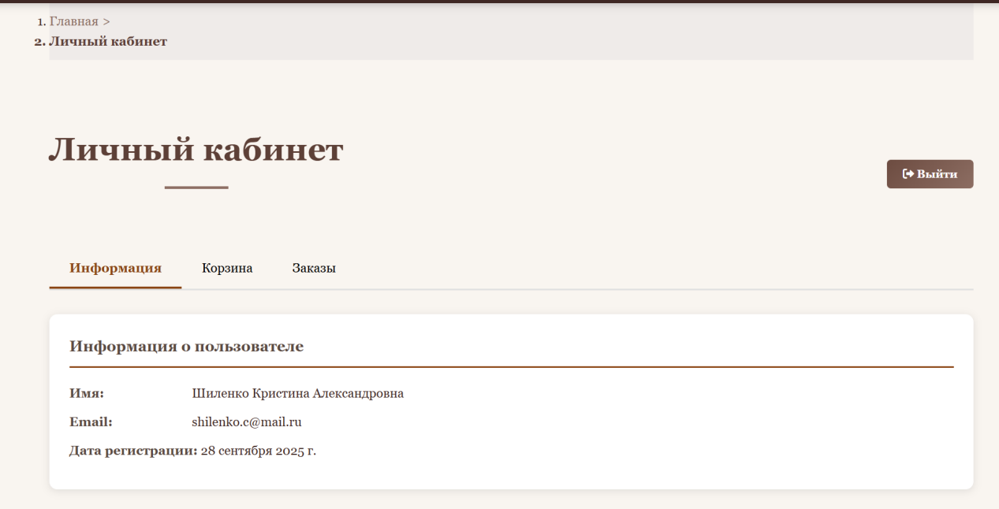 1. Главная >
2. Личный кабинет
Личный кабинет
Выйти
Информация Корзина Заказы
Информация о пользователе
Имя: Шиленко Кристина Александровна
Email: shilenko.c@mail.ru
Дата регистрации: 28 сентября 2025 г.